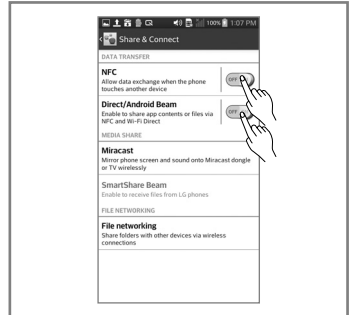 100% 1:07 PM
Share & Connect
DATA TRANSFER
NFC
Allow data exchange when the phone
touches another device
OFF
Direct/Android Beam
Enable to share app contents or files via
NFC and Wi-Fi Direct
OFF
MEDIA SHARE
Miracast
Mirror phone screen and sound onto Miracast dongle
or TV wirelessly
SmartShare Beam
Enable to receive files from LG phones
FILE NETWORKING
File networking
Share folders with other devices via wireless
connections